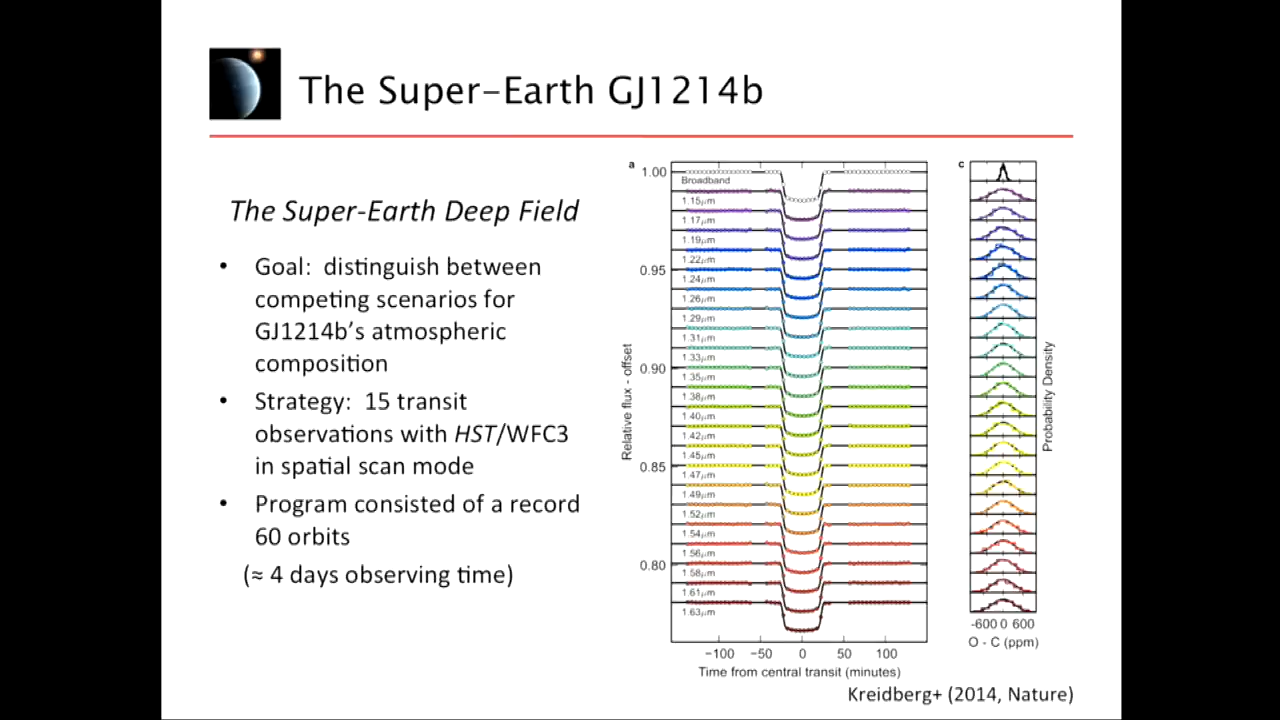 The Super-Earth GJ1214b
The Super-Earth Deep Field
• Goal: distinguish between
competing scenarios for
GJ1214b's atmospheric
composition
• Strategy: 15 transit
observations with HST/WFC3
in spatial scan mode
• Program consisted of a record
60 orbits
(≈ 4 days observing time)
a
1.00
0.95
0.90
0.85
0.80
Relative flux - offset
Broadband
1.15μm
1.17μm
1.19μm
1.22μm
1.24μm
1.26μm
1.29μm
1.31μm
1.33μm
1.35μm
1.38μm
1.40μm
1.42μm
1.45μm
1.47μm
1.49μm
1.52μm
1.54μm
1.56μm
1.58μm
1.61μm
1.63μm
−100 −50 0 50 100
Time from central transit (minutes)
c
Probability Density
-600 0 600
O - C (ppm)
Kreidberg+ (2014, Nature)